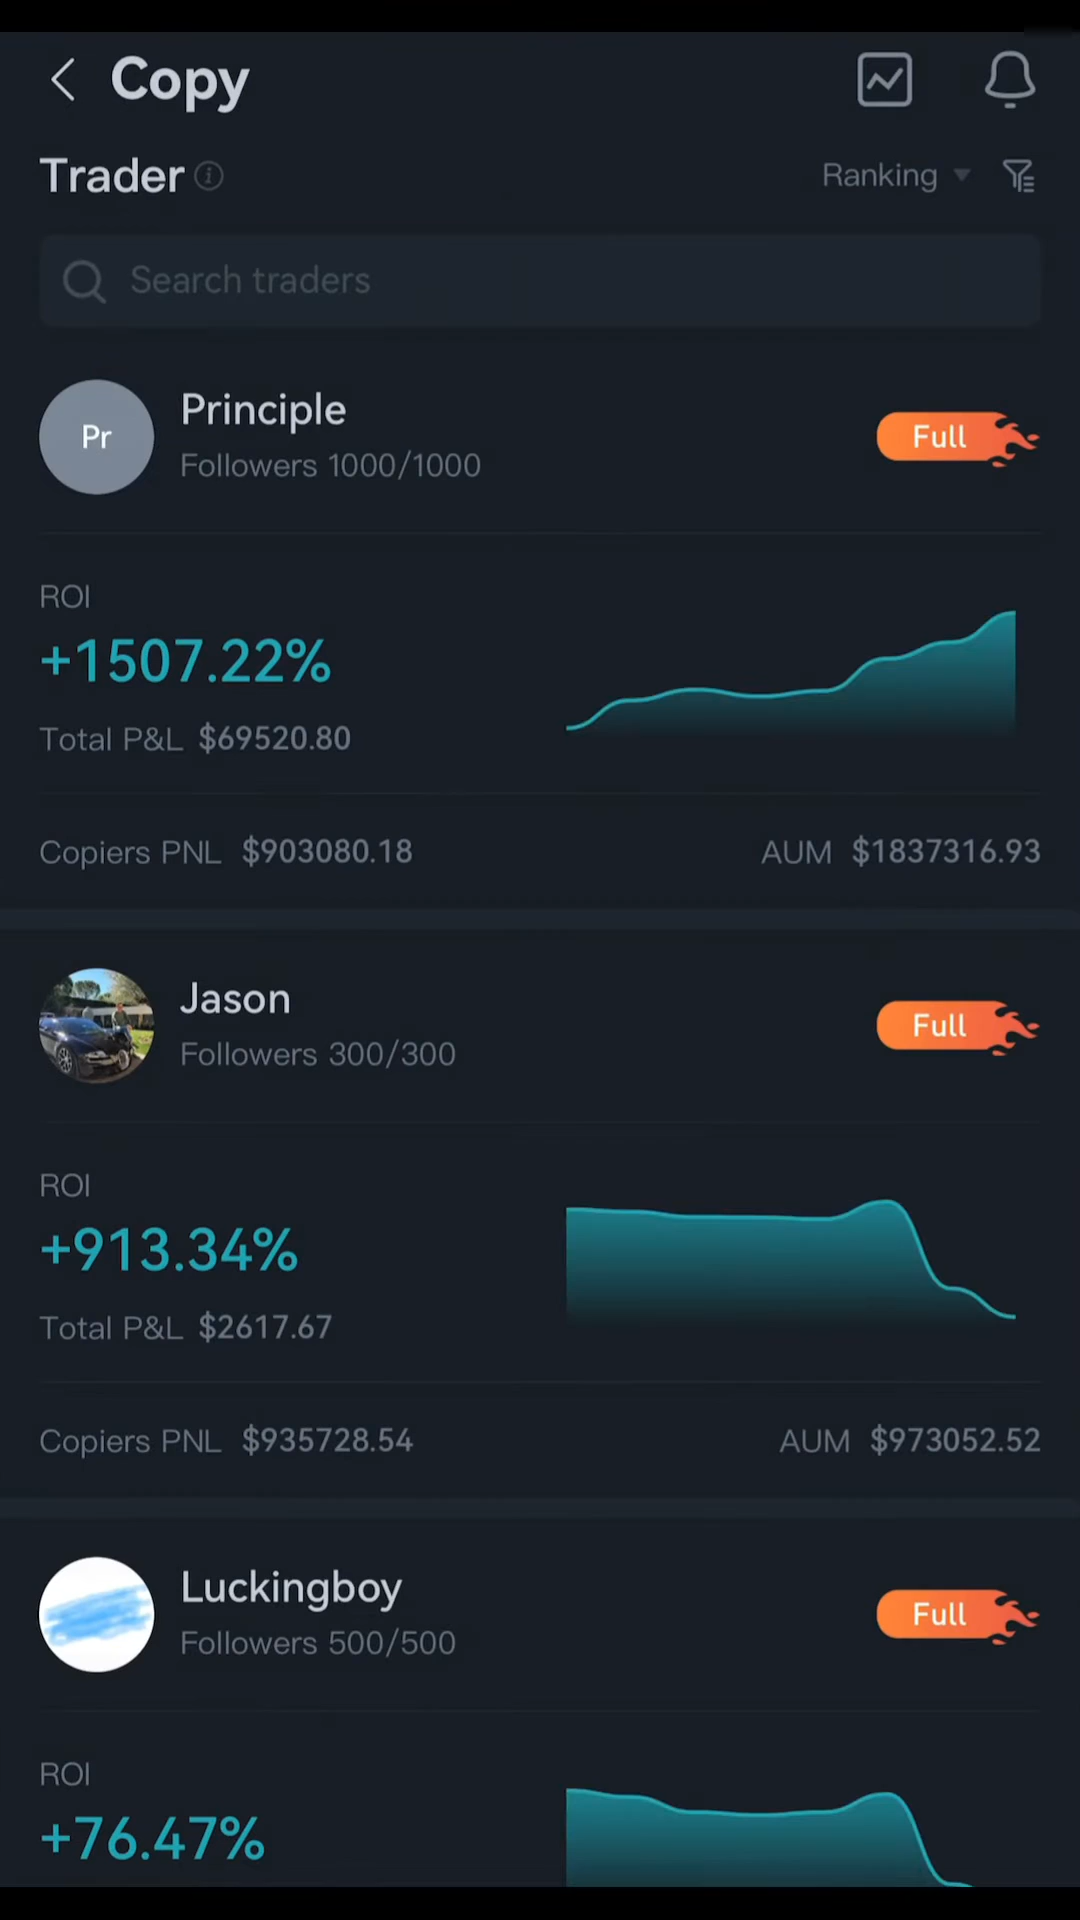 Copy
Trader
Ranking
Search traders
Pr
Principle
Followers 1000/1000
Full
ROI
+1507.22%
Total P&L $69520.80
Copiers PNL $903080.18 AUM $1837316.93
Jason
Followers 300/300
Full
ROI
+913.34%
Total P&L $2617.67
Copiers PNL $935728.54 AUM $973052.52
Luckingboy
Followers 500/500
Full
ROI
+76.47%